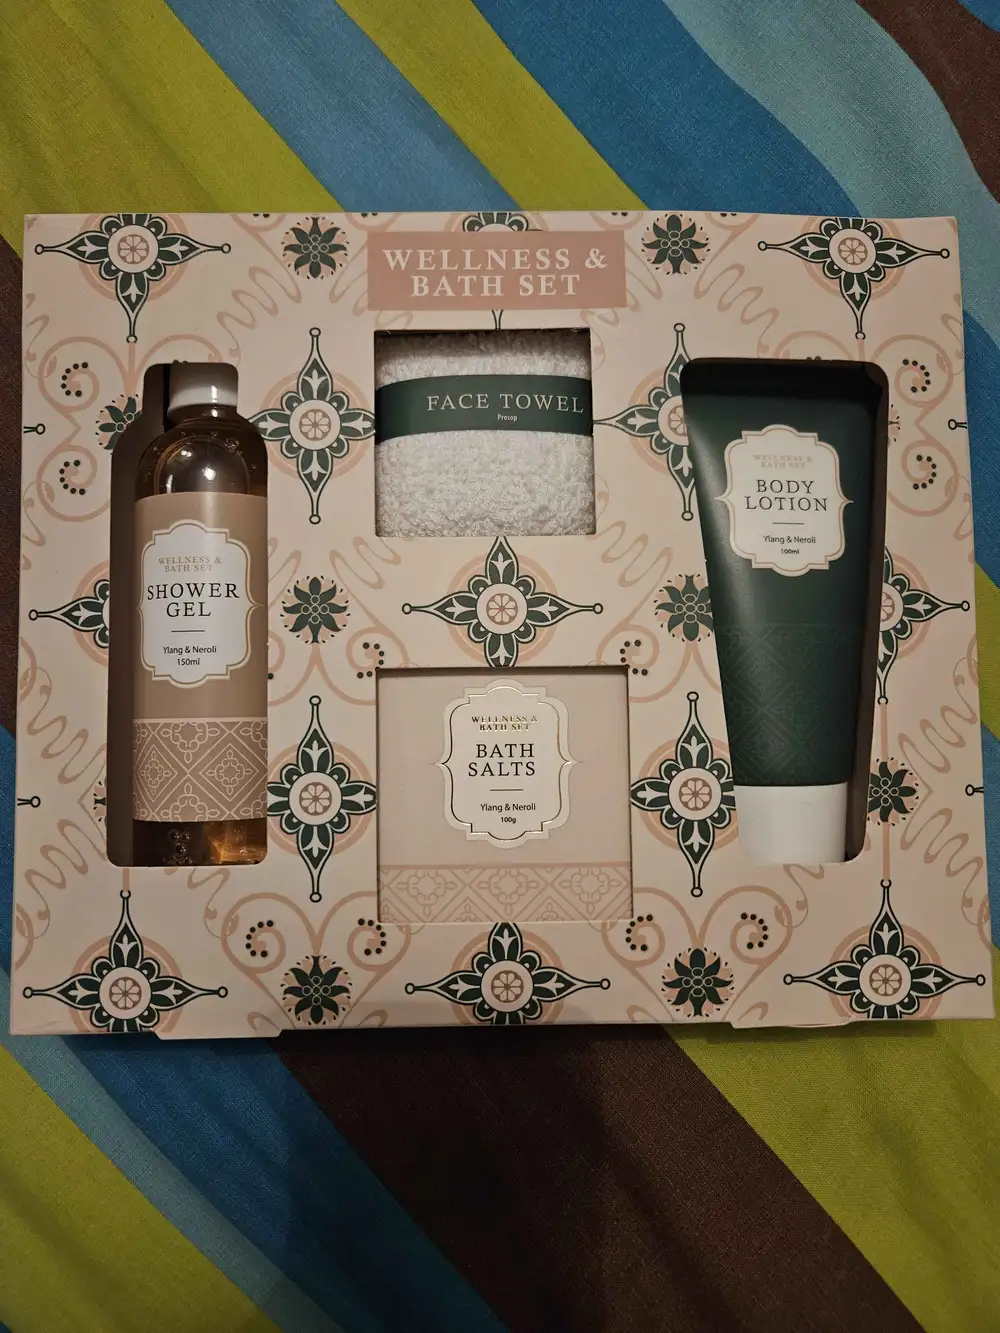 WELLNESS &
BATH SET
FACE TOWEL
Prosop
WELLNESS &
BATH SET
SHOWER
GEL
Ylang & Neroli
150ml
WELLNESS &
BATH SET
BODY
LOTION
Ylang & Neroli
100ml
WELLNESS &
BATH SET
BATH
SALTS
Ylang & Neroli
100g